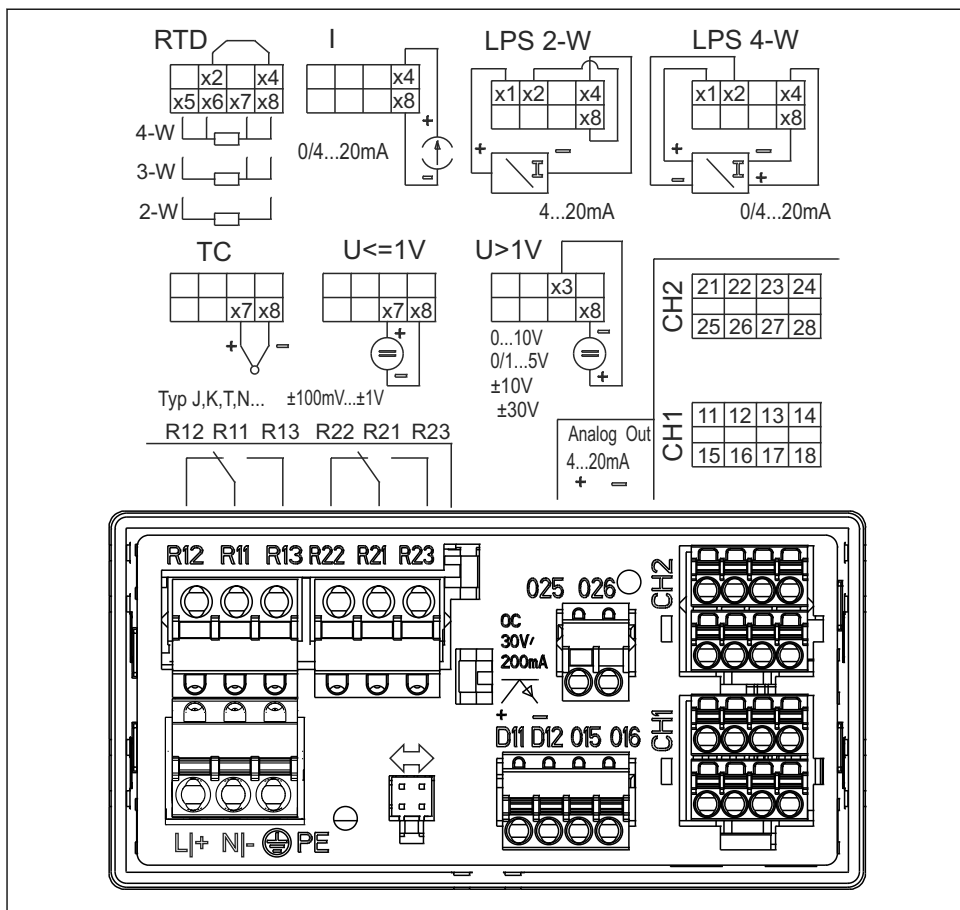 RTD I LPS 2-W LPS 4-W
x2 x4
x5 x6 x7 x8
4-W
3-W
2-W
x4
x8
+
0/4...20mA
−
x1 x2 x4
x8
+ −
I
4...20mA
x1 x2 x4
x8
+ −
− +
I
0/4...20mA
TC U<=1V U>1V
x7 x8
+ −
Typ J,K,T,N...
x7 x8
+
=
−
±100mV...±1V
x3
x8
0...10V
0/1...5V
±10V
±30V
−
=
+
CH2
21 22 23 24
25 26 27 28
CH1
11 12 13 14
15 16 17 18
R12 R11 R13 R22 R21 R23
Analog Out
4...20mA
+ −
R12 R11 R13 R22 R21 R23
O25 O26
CH2
OC
30V/
200mA
+ −
D11 D12 O15 O16
CH1
L|+ N|- PE